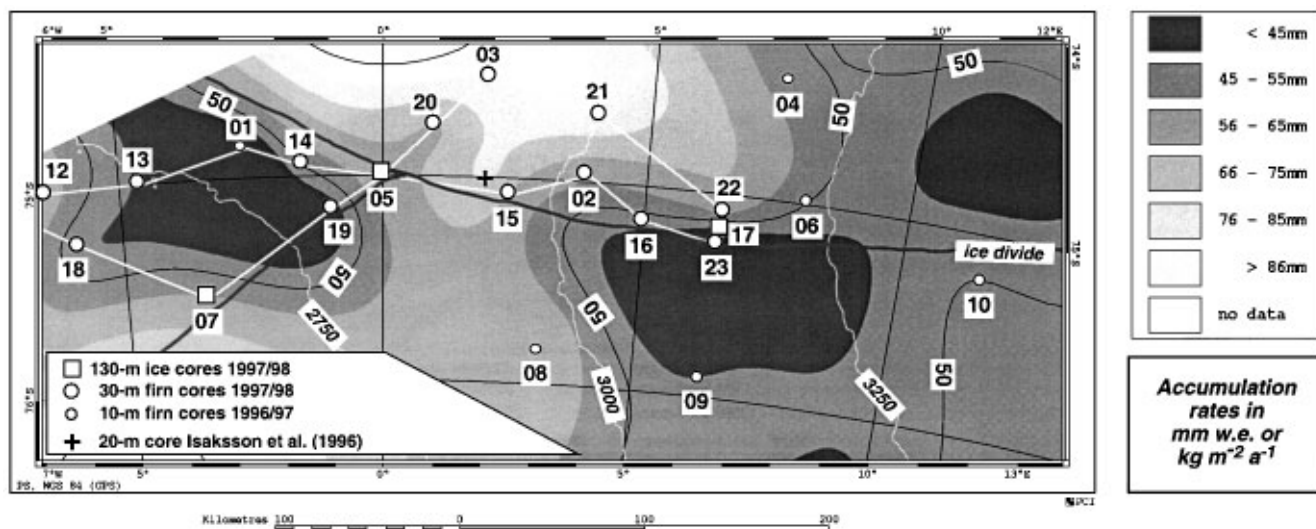 6°W 5° 0° 5° 10° 12°E
74°S
03
21
04
50
20
50
50
01
14
13
12
75°S
05
15
02
22
06
16
17
23
19
18
ice divide
75°S
50
50
10
07
2750
08
09
3000
3250
50
76°S
130-m ice cores 1997/98
30-m firn cores 1997/98
10-m firn cores 1996/97
20-m core Isaksson et al. (1996)
7°W 5° 0° 5° 10° 13°E
PS, WGS 84 (GPS)
PCI
Kilometres 100 0 100 200
< 45mm
45 - 55mm
56 - 65mm
66 - 75mm
76 - 85mm
> 86mm
no data
Accumulation
rates in
mm w.e. or
kg m⁻² a⁻¹